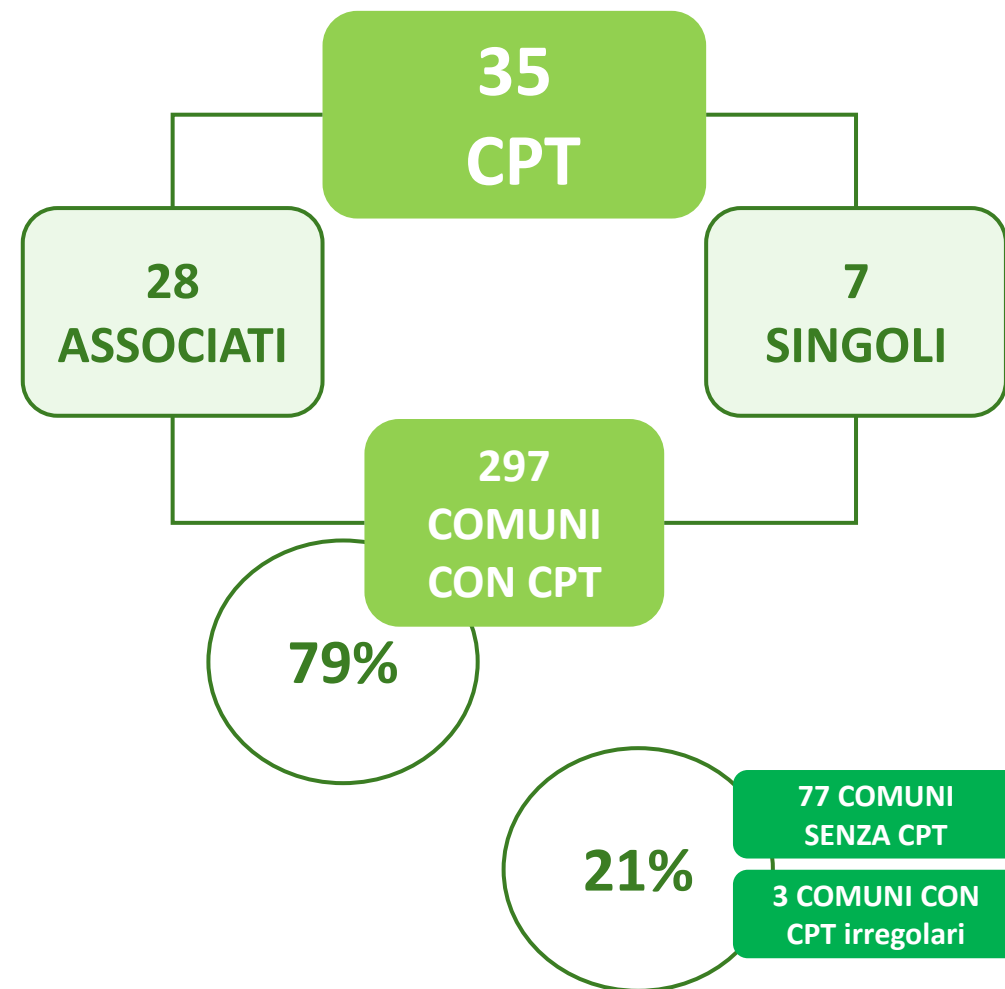 35
CPT
28
ASSOCIATI
7
SINGOLI
297
COMUNI
CON CPT
79%
21%
77 COMUNI
SENZA CPT
3 COMUNI CON
CPT irregolari